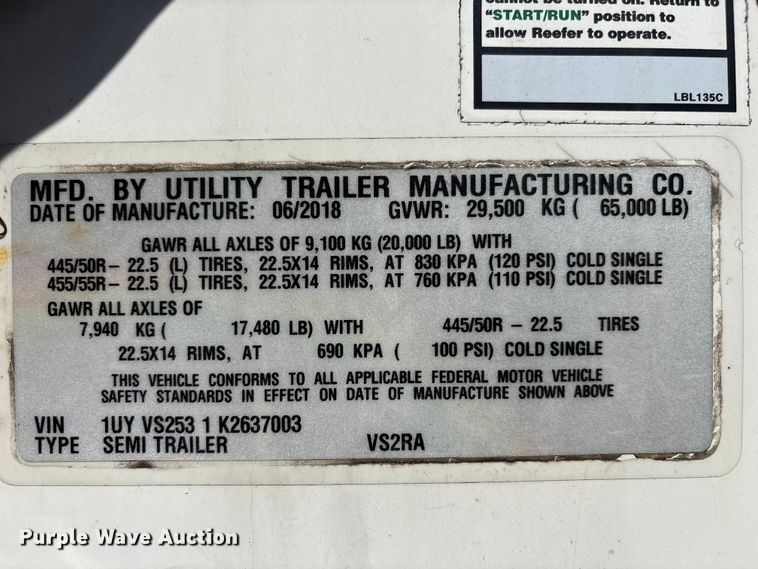 cannot be turned on. Return to
"START/RUN" position to
allow Reefer to operate.
LBL135C
MFD. BY UTILITY TRAILER MANUFACTURING CO.
DATE OF MANUFACTURE: 06/2018 GVWR: 29,500 KG ( 65,000 LB)
GAWR ALL AXLES OF 9,100 KG (20,000 LB) WITH
445/50R- 22.5 (L) TIRES, 22.5X14 RIMS, AT 830 KPA (120 PSI) COLD SINGLE
455/55R- 22.5 (L) TIRES, 22.5X14 RIMS, AT 760 KPA (110 PSI) COLD SINGLE
GAWR ALL AXLES OF
7,940 KG ( 17,480 LB) WITH 445/50R - 22.5 TIRES
22.5X14 RIMS, AT 690 KPA ( 100 PSI) COLD SINGLE
THIS VEHICLE CONFORMS TO ALL APPLICABLE FEDERAL MOTOR VEHICLE
SAFETY STANDARDS IN EFFECT ON DATE OF MANUFACTURE SHOWN ABOVE
VIN 1UY VS253 1 K2637003
TYPE SEMI TRAILER VS2RA
Purple Wave Auction